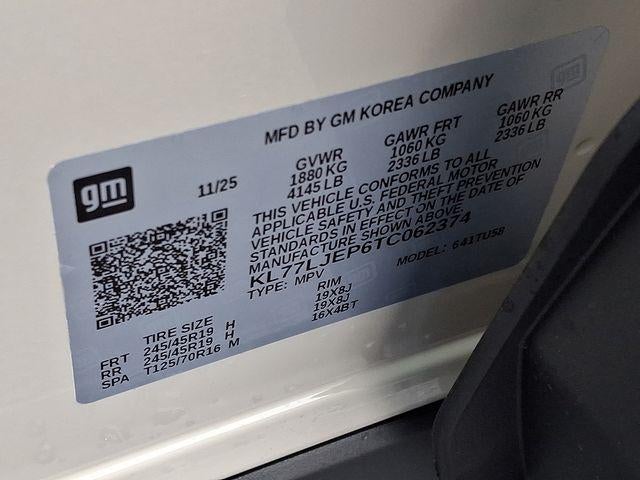 MFD BY GM KOREA COMPANY
gm
gm
11/25
GVWR
1880 KG
4145 LB
GAWR FRT
1060 KG
2336 LB
GAWR RR
1060 KG
2336 LB
THIS VEHICLE CONFORMS TO ALL
APPLICABLE U.S. FEDERAL MOTOR
VEHICLE SAFETY AND THEFT PREVENTION
STANDARDS IN EFFECT ON THE DATE OF
MANUFACTURE SHOWN ABOVE.
KL77LJEP6TC062374
TYPE: MPV
MODEL: 641TU58
TIRE SIZE RIM
FRT 245/45R19 H 19X8J
RR 245/45R19 H 19X8J
SPA T125/70R16 M 16X4BT